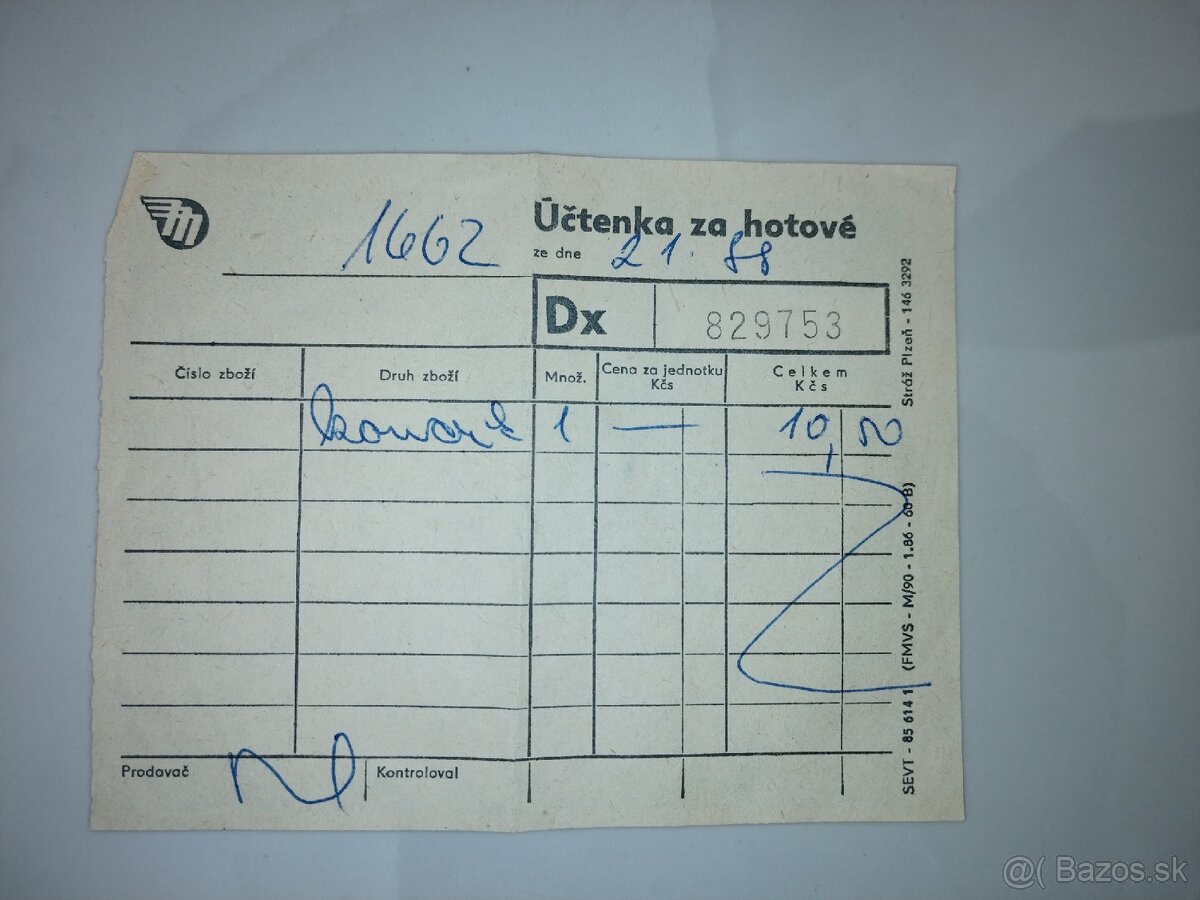 m
1662
Účtenka za hotové
ze dne 21. 88
Dx 829753
Číslo zboží Druh zboží Množ. Cena za jednotku Kčs Celkem Kčs
1 — 10,50
Prodavač Kontroloval
Stráž Plzeň - 146 3292
SEVT - 85 614 1 (FMVS - M/90 - 1.86 - 60 B)
@( Bazos.sk